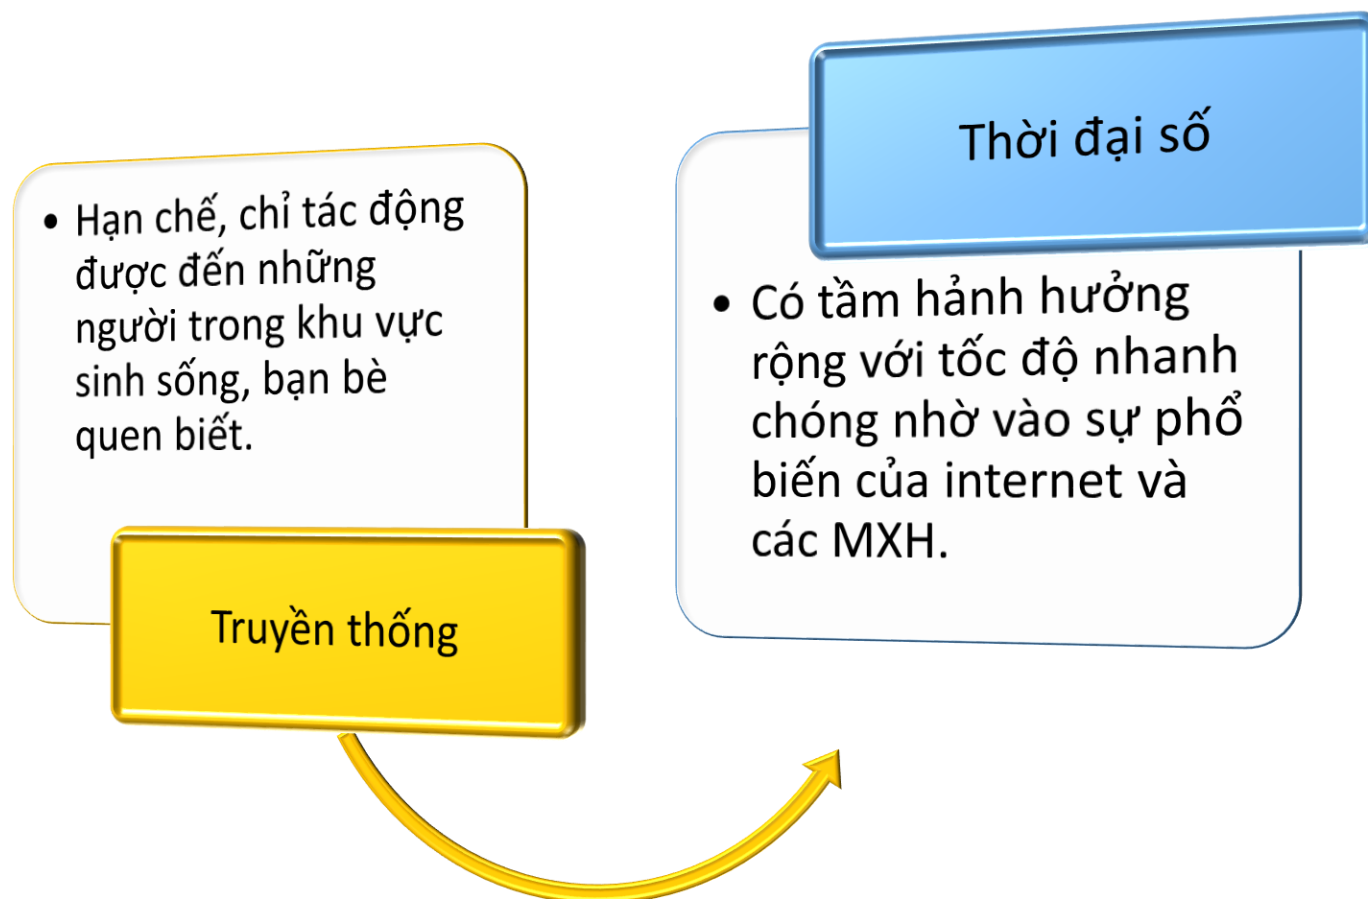 • Hạn chế, chỉ tác động
được đến những
người trong khu vực
sinh sống, bạn bè
quen biết.
Truyền thống
Thời đại số
• Có tầm hảnh hưởng
rộng với tốc độ nhanh
chóng nhờ vào sự phổ
biến của internet và
các MXH.